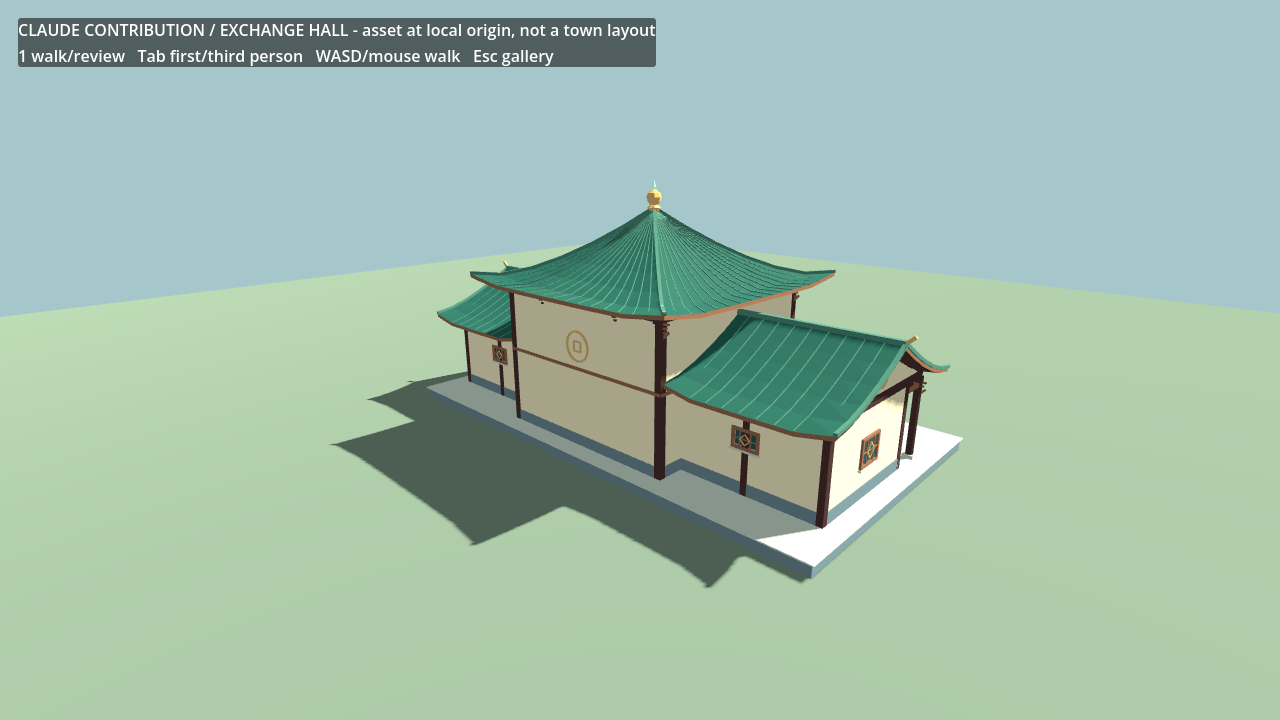 CLAUDE CONTRIBUTION / EXCHANGE HALL - asset at local origin, not a town layout
1 walk/review Tab first/third person WASD/mouse walk Esc gallery